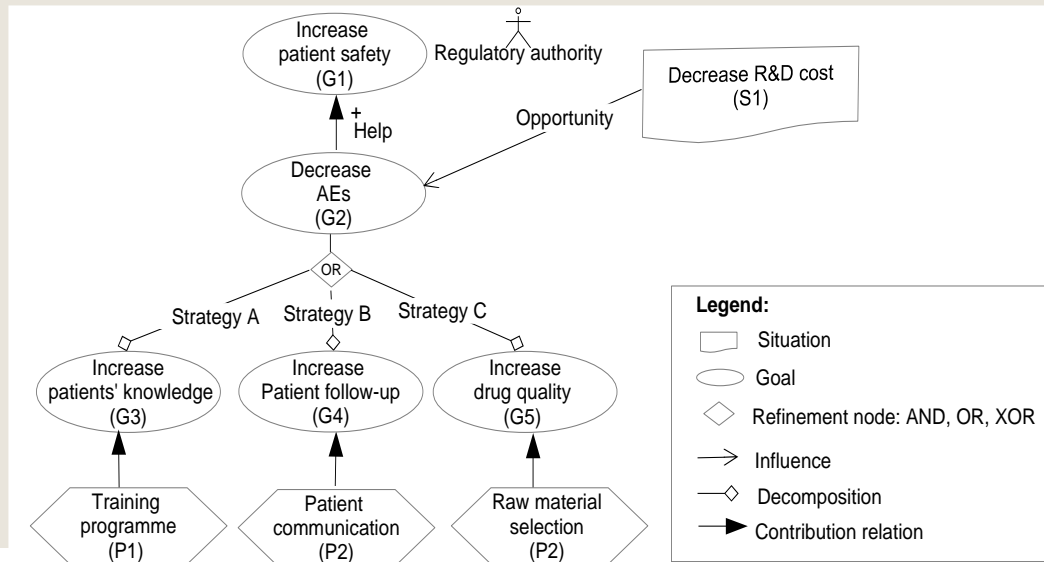 Increase
patient safety
(G1)
Regulatory authority
Decrease R&D cost
(S1)
Opportunity
+
Help
Decrease
AEs
(G2)
OR
Strategy A
Strategy B
Strategy C
Increase
patients' knowledge
(G3)
Increase
Patient follow-up
(G4)
Increase
drug quality
(G5)
Training
programme
(P1)
Patient
communication
(P2)
Raw material
selection
(P2)
Legend:
Situation
Goal
Refinement node: AND, OR, XOR
Influence
Decomposition
Contribution relation